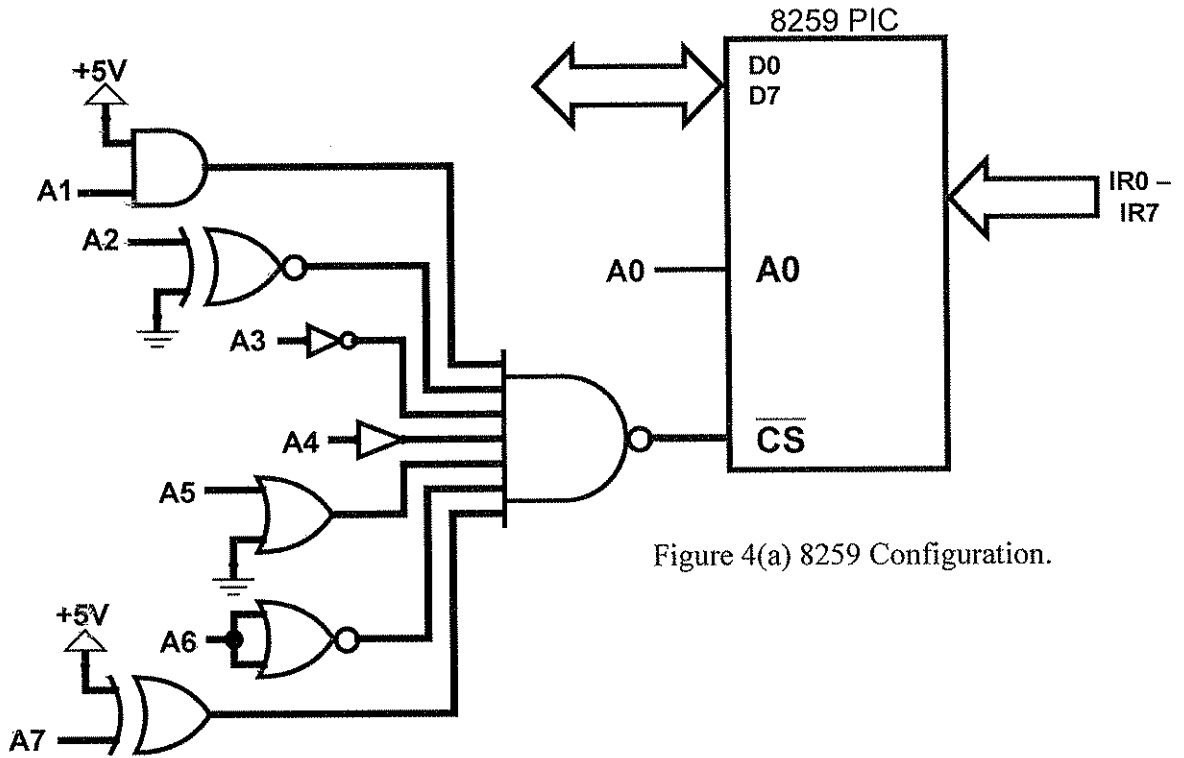 8259 PIC
D0
D7
+5V
A1
IR0 –
IR7
A2
A0
A0
A3
A4
CS
A5
Figure 4(a) 8259 Configuration.
+5V
A6
A7